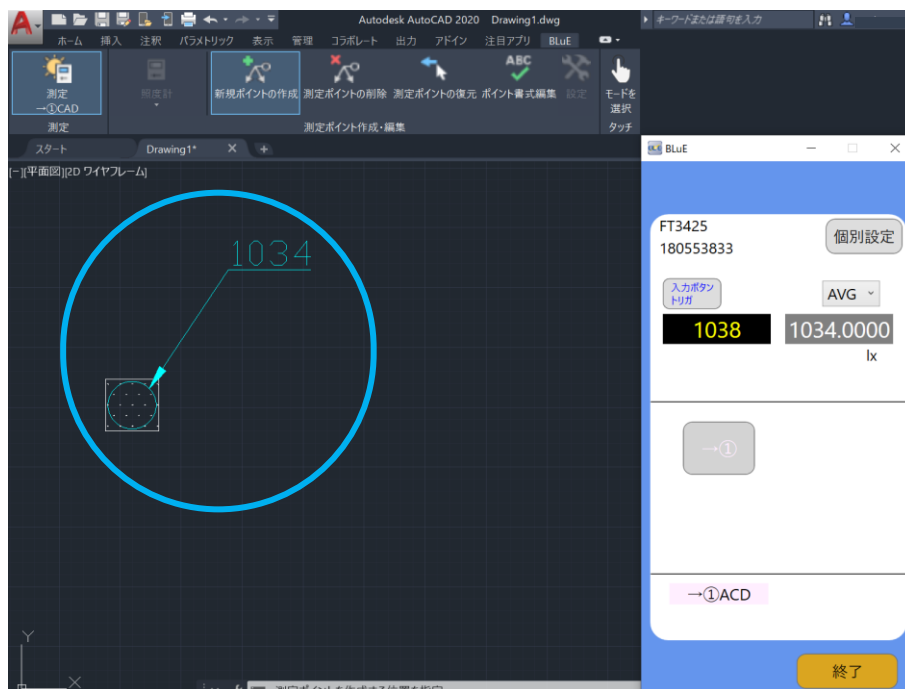 Autodesk AutoCAD 2020 Drawing1.dwg
キーワードまたは語句を入力
ホーム 挿入 注釈 パラメトリック 表示 管理 コラボレート 出力 アドイン 注目アプリ BLuE
ABC
測定
→①CAD
照度計
新規ポイントの作成
測定ポイントの削除
測定ポイントの復元
ポイント書式編集
設定
モードを
選択
測定
測定ポイント作成・編集
タッチ
スタート
Drawing1*
[−][平面図][2D ワイヤフレーム]
1034
Y
X
測定ポイントを作成する位置を指定
BLuE
FT3425
180553833
個別設定
入力ボタン
トリガ
AVG
1038
1034.0000
lx
→①
→①ACD
終了